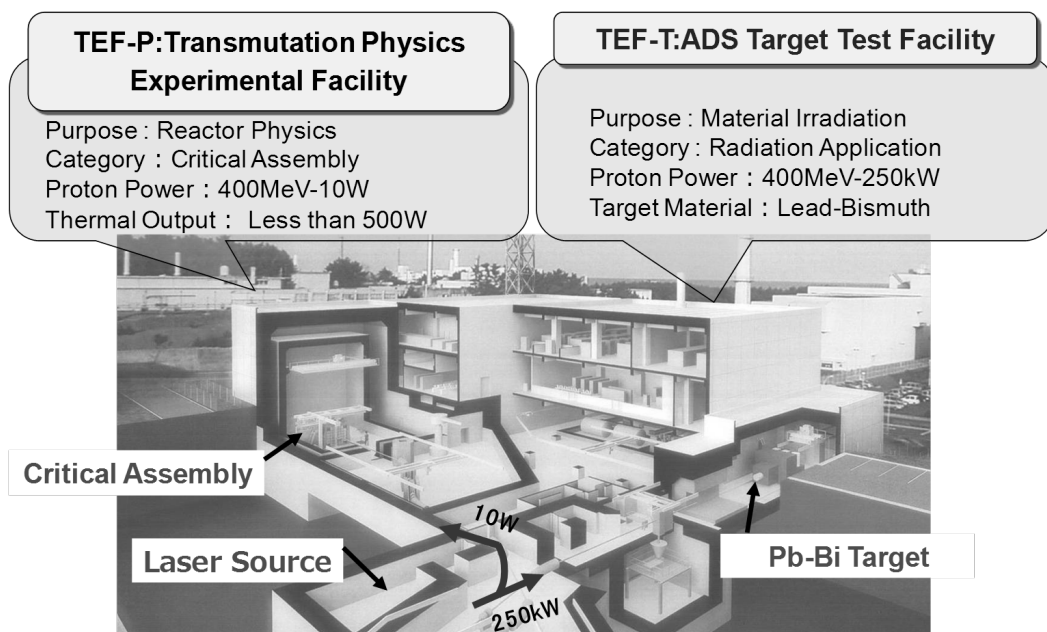 TEF-P:Transmutation Physics
Experimental Facility
Purpose : Reactor Physics
Category：Critical Assembly
Proton Power：400MeV-10W
Thermal Output： Less than 500W
TEF-T:ADS Target Test Facility
Purpose : Material Irradiation
Category : Radiation Application
Proton Power：400MeV-250kW
Target Material：Lead-Bismuth
Critical Assembly
10W
Laser Source
Pb-Bi Target
250kW